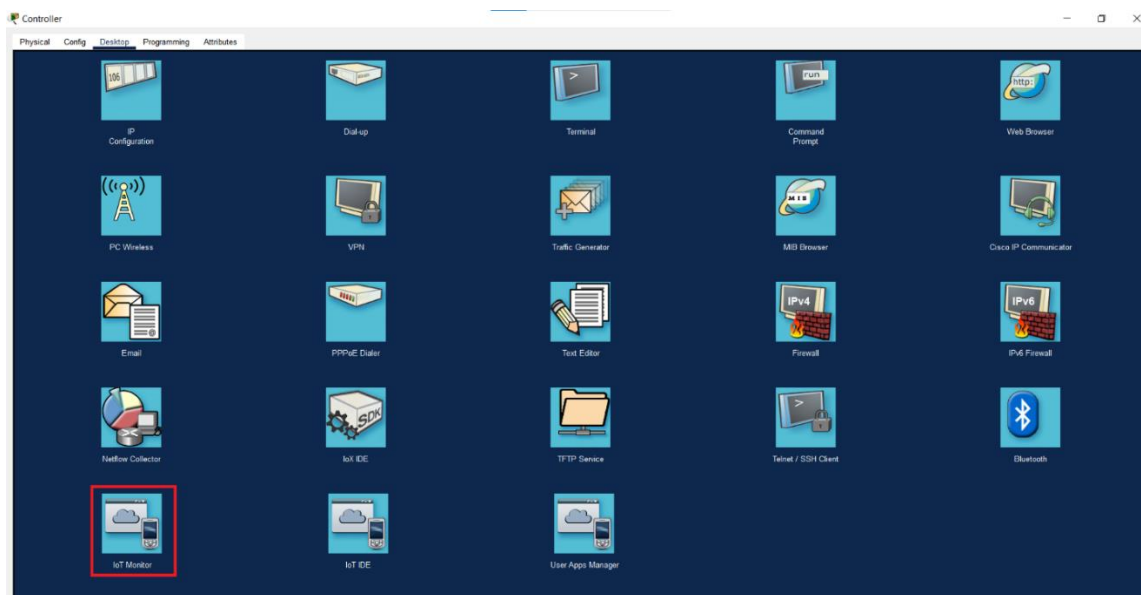 Controller
Physical Config Desktop Programming Attributes
106
run
http:
IP
Configuration
Dial-up
Terminal
Command
Prompt
Web Browser
MIB
PC Wireless
VPN
Traffic Generator
MIB Browser
Cisco IP Communicator
IPv4
IPv6
Email
PPPoE Dialer
Text Editor
Firewall
IPv6 Firewall
SDK
Netflow Collector
IoX IDE
TFTP Service
Telnet / SSH Client
Bluetooth
IoT Monitor
IoT IDE
User Apps Manager